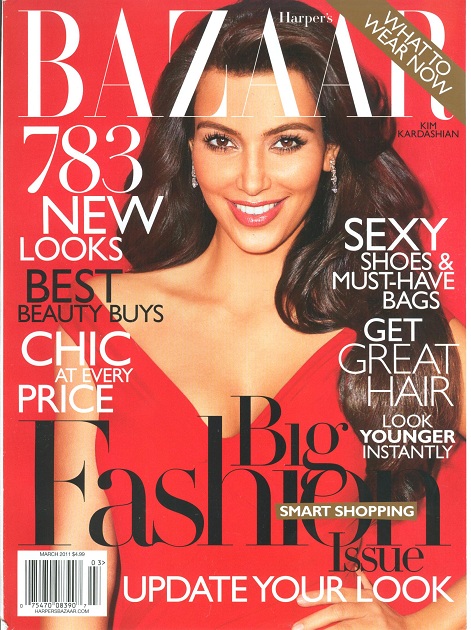 Harper's
BAZAAR
WHAT TO
WEAR NOW
KIM
KARDASHIAN
783
NEW
LOOKS
BEST
BEAUTY BUYS
CHIC
AT EVERY
PRICE
SEXY
SHOES &
MUST-HAVE
BAGS
GET
GREAT
HAIR
LOOK
YOUNGER
INSTANTLY
Big
Fashion
SMART SHOPPING
Issue
UPDATE YOUR LOOK
MARCH 2011 $4.99
03>
0 75470 08390 7
HARPERSBAZAAR.COM